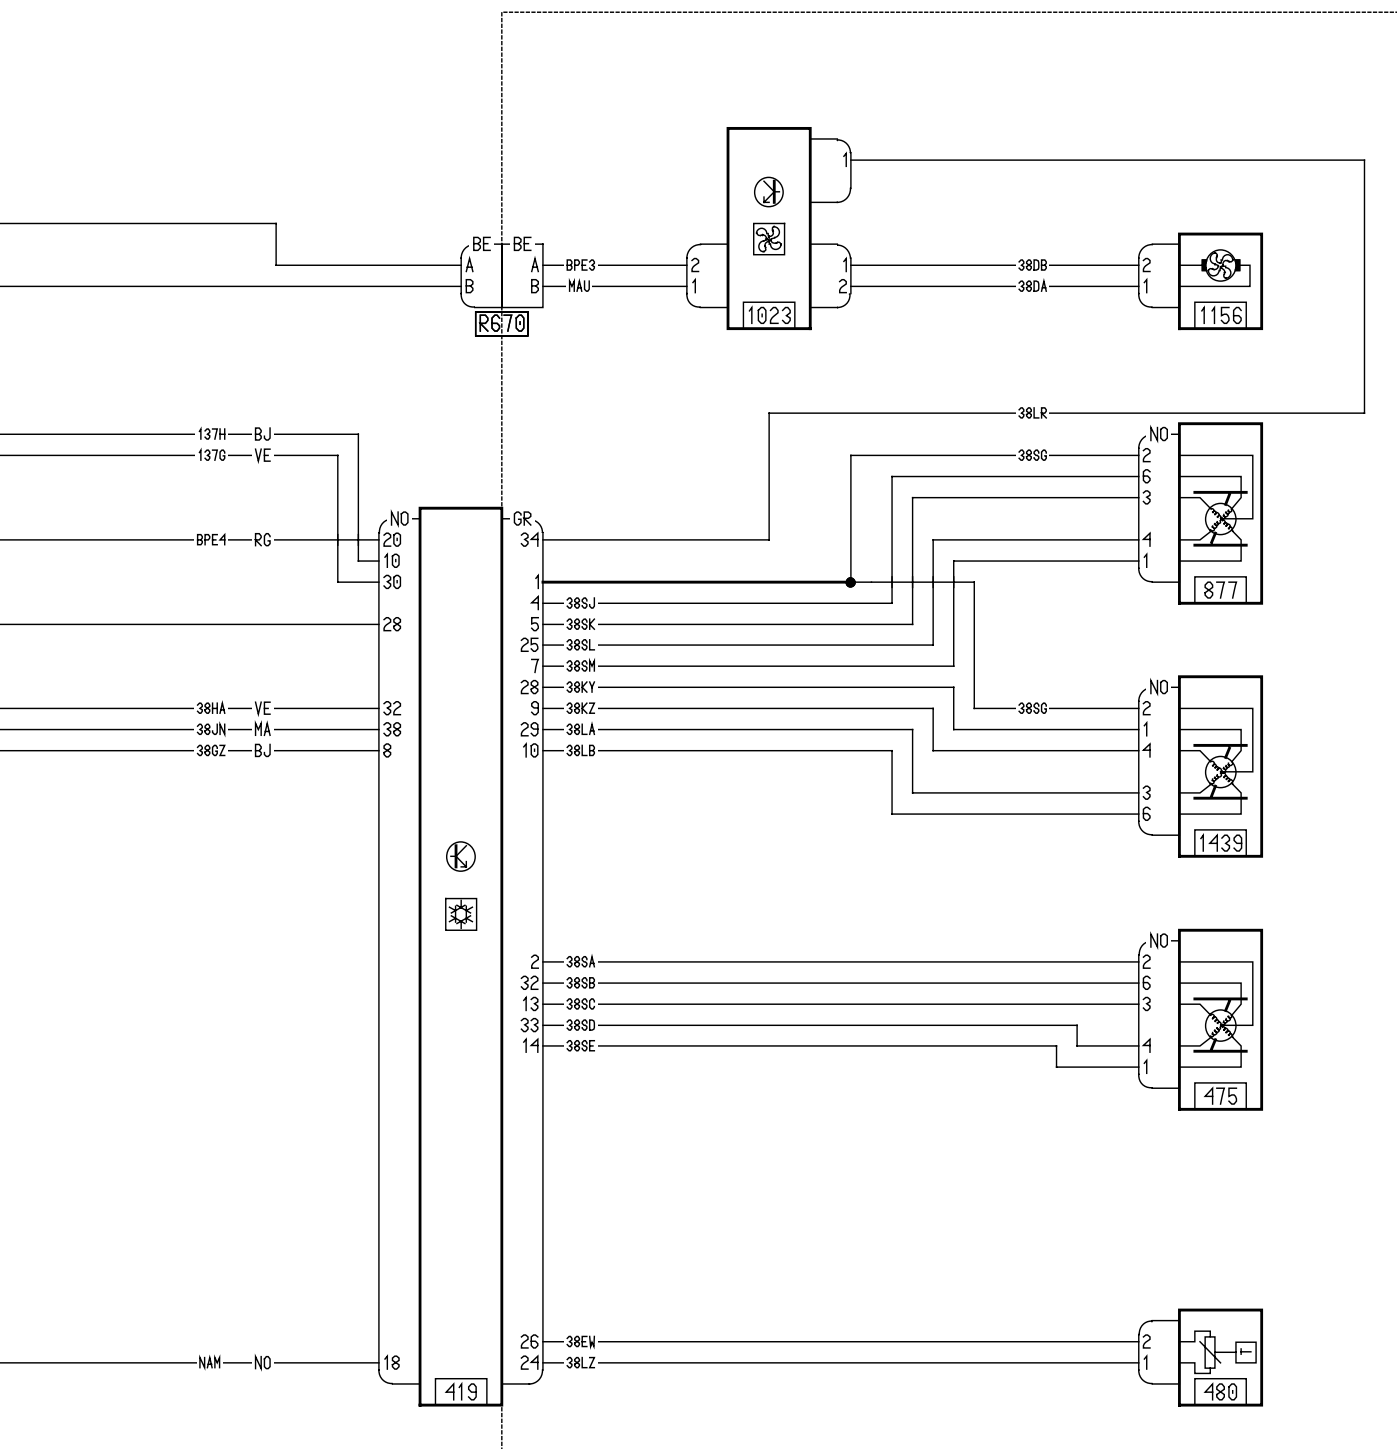 1
BE BE
A A BPE3 2 1 38DB 2
B B MAU 1 2 38DA 1
R670 1023 1156
38LR
137H BJ NO
137G VE 38SG 2
6
3
NO GR
BPE4 RG 20 34 4
10 1
30 1
877
4 38SJ
28 5 38SK
25 38SL
7 38SM
28 38KY NO
38HA VE 32 9 38KZ 38SG 2
38JN MA 38 29 38LA 1
38GZ BJ 8 10 38LB 4
3
6
1439
NO
2 38SA 2
32 38SB 6
13 38SC 3
33 38SD
14 38SE 4
1
475
26 38EW 2
NAM NO 18 24 38LZ 1
T
419 480